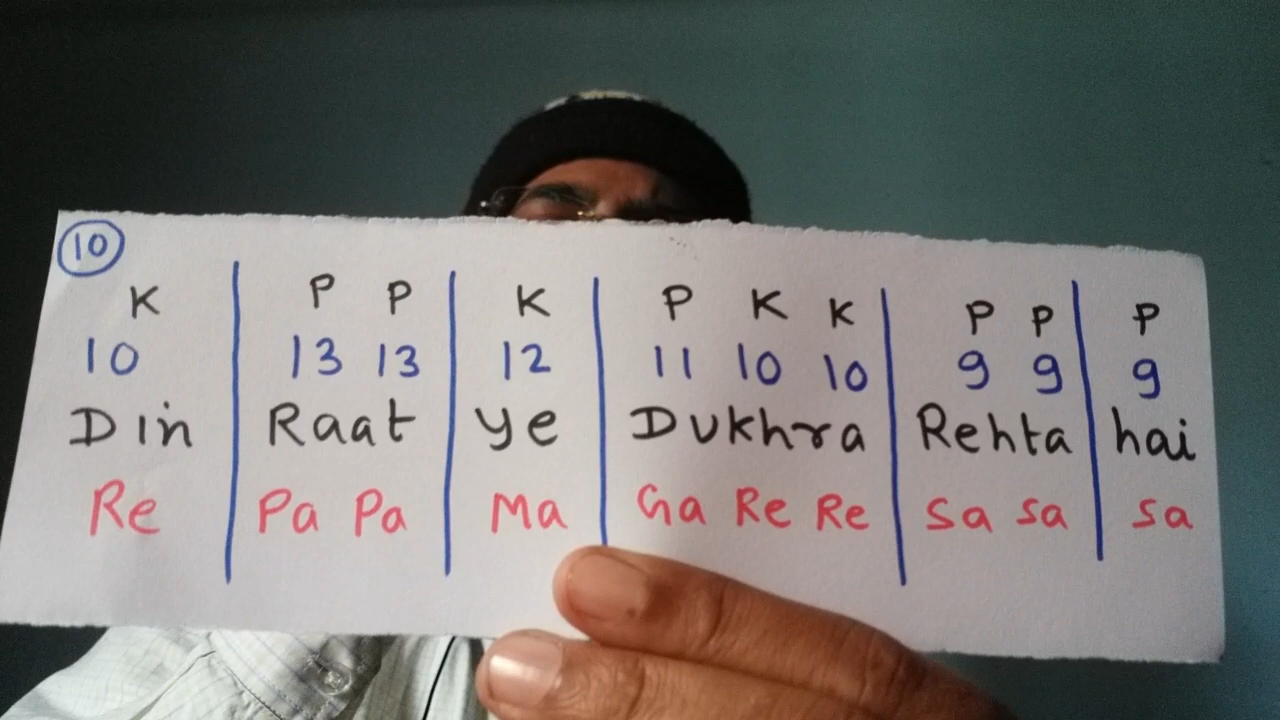 10
K | P P | K | P K K | P P | P
10 | 13 13 | 12 | 11 10 10 | 9 9 | 9
Din | Raat | ye | Dukhra | Rehta | hai
Re | Pa Pa | Ma | Ga Re Re | Sa Sa | Sa